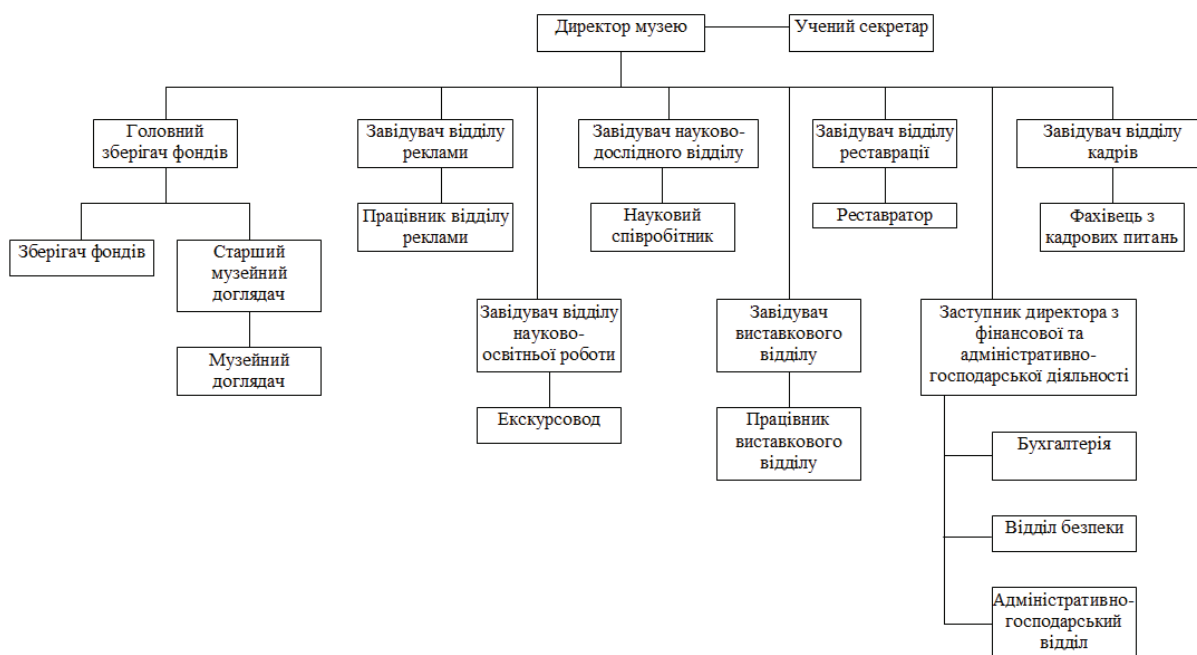 Директор музею
Учений секретар
Головний
зберігач фондів
Завідувач відділу
реклами
Завідувач науково-
дослідного відділу
Завідувач відділу
реставрації
Завідувач відділу
кадрів
Зберігач фондів
Старший
музейний
доглядач
Працівник відділу
реклами
Науковий
співробітник
Реставратор
Фахівець з
кадрових питань
Музейний
доглядач
Завідувач відділу
науково-
освітньої роботи
Завідувач
виставкового
відділу
Заступник директора з
фінансової та
адміністративно-
господарської діяльності
Екскурсовод
Працівник
виставкового
відділу
Бухгалтерія
Відділ безпеки
Адміністративно-
господарський
відділ